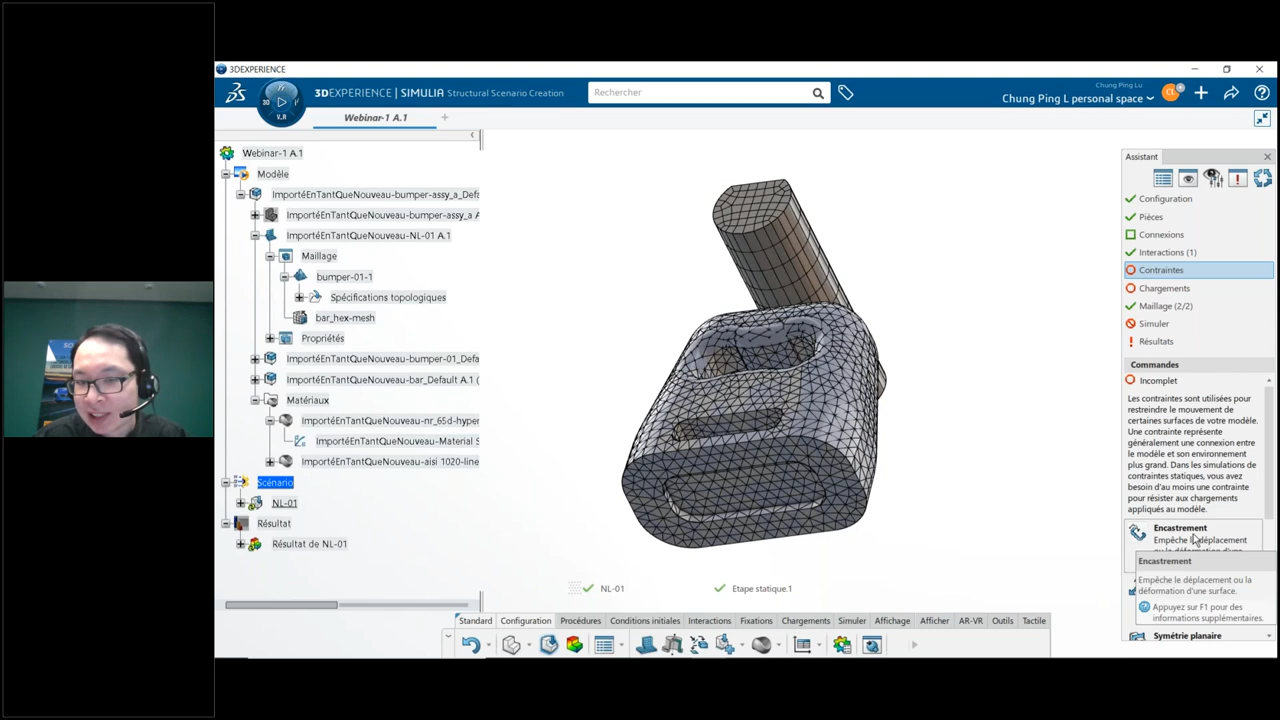 3DEXPERIENCE
3DEXPERIENCE | SIMULIA Structural Scenario Creation
Rechercher
Chung Ping Lu
Chung Ping L personal space
3D
V.R
Webinar-1 A.1
Webinar-1 A.1
Modèle
ImportéEnTantQueNouveau-bumper-assy_a_Defa
ImportéEnTantQueNouveau-bumper-assy_a A
ImportéEnTantQueNouveau-NL-01 A.1
Maillage
bumper-01-1
Spécifications topologiques
bar_hex-mesh
Propriétés
ImportéEnTantQueNouveau-bumper-01_Defa
ImportéEnTantQueNouveau-bar_Default A.1 (
Matériaux
ImportéEnTantQueNouveau-nr_65d-hyper
ImportéEnTantQueNouveau-Material S
ImportéEnTantQueNouveau-aisi 1020-line
Scénario
NL-01
Résultat
Résultat de NL-01
NL-01
Etape statique.1
Standard Configuration Procédures Conditions initiales Interactions Fixations Chargements Simuler Affichage Afficher AR-VR Outils Tactile
Assistant
Configuration
Pièces
Connexions
Interactions (1)
Contraintes
Chargements
Maillage (2/2)
Simuler
Résultats
Commandes
Incomplet
Les contraintes sont utilisées pour
restreindre le mouvement de
certaines surfaces de votre modèle.
Une contrainte représente
généralement une connexion entre
le modèle et son environnement
plus grand. Dans les simulations de
contraintes statiques, vous avez
besoin d'au moins une contrainte
pour résister aux chargements
appliqués au modèle.
Encastrement
Empêche le déplacement
Encastrement
Empêche le déplacement ou la
déformation d'une surface.
Appuyez sur F1 pour des
informations supplémentaires.
Symétrie planaire